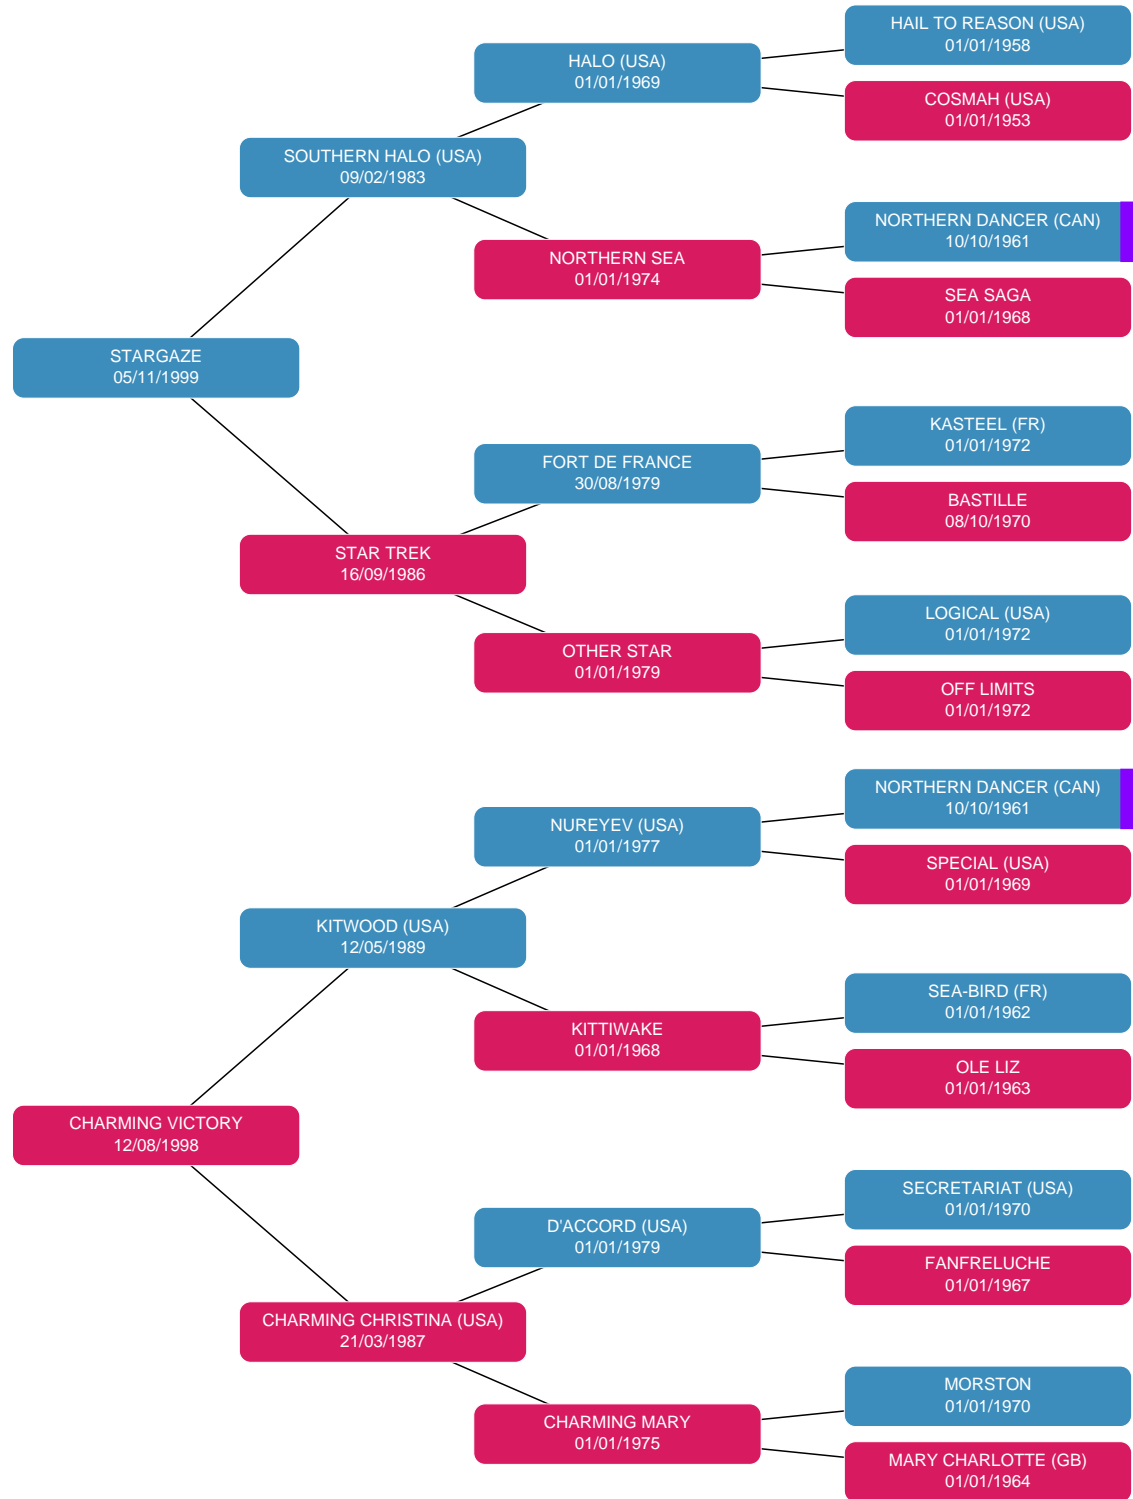 HAIL TO REASON (USA)
01/01/1958
HALO (USA)
01/01/1969
COSMAH (USA)
01/01/1953
SOUTHERN HALO (USA)
09/02/1983
NORTHERN DANCER (CAN)
10/10/1961
NORTHERN SEA
01/01/1974
SEA SAGA
01/01/1968
STARGAZE
05/11/1999
KASTEEL (FR)
01/01/1972
FORT DE FRANCE
30/08/1979
BASTILLE
08/10/1970
STAR TREK
16/09/1986
LOGICAL (USA)
01/01/1972
OTHER STAR
01/01/1979
OFF LIMITS
01/01/1972
NORTHERN DANCER (CAN)
10/10/1961
NUREYEV (USA)
01/01/1977
SPECIAL (USA)
01/01/1969
KITWOOD (USA)
12/05/1989
SEA-BIRD (FR)
01/01/1962
KITTIWAKE
01/01/1968
OLE LIZ
01/01/1963
CHARMING VICTORY
12/08/1998
SECRETARIAT (USA)
01/01/1970
D'ACCORD (USA)
01/01/1979
FANFRELUCHE
01/01/1967
CHARMING CHRISTINA (USA)
21/03/1987
MORSTON
01/01/1970
CHARMING MARY
01/01/1975
MARY CHARLOTTE (GB)
01/01/1964